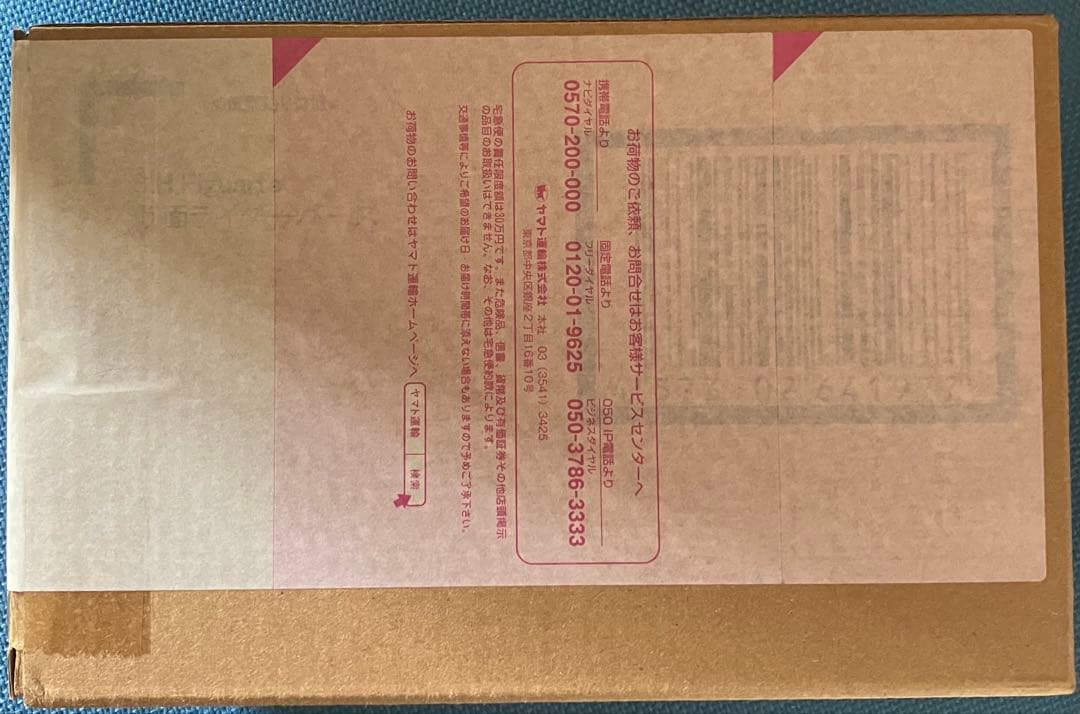 お荷物のご依頼、お問合せはお客様サービスセンターへ
携帯電話より
ナビダイヤル
0570-200-000
固定電話より
フリーダイヤル
0120-01-9625
050 IP電話より
ビジネスダイヤル
050-3786-3333
ヤマト運輸株式会社 本社 03 (3541) 3425
東京都中央区銀座2丁目16番10号
宅急便の責任限度額は30万円です。また危険品、信書、貨幣及び有価証券その他店頭掲示
の品目のお取扱いはできません。なお、その他は宅急便約款によります。
交通事情等によりご希望のお届け日・お届け時間帯に添えない場合もありますので予めご了承下さい。
お荷物のお問い合わせはヤマト運輸ホームページへ
ヤマト運輸 検索